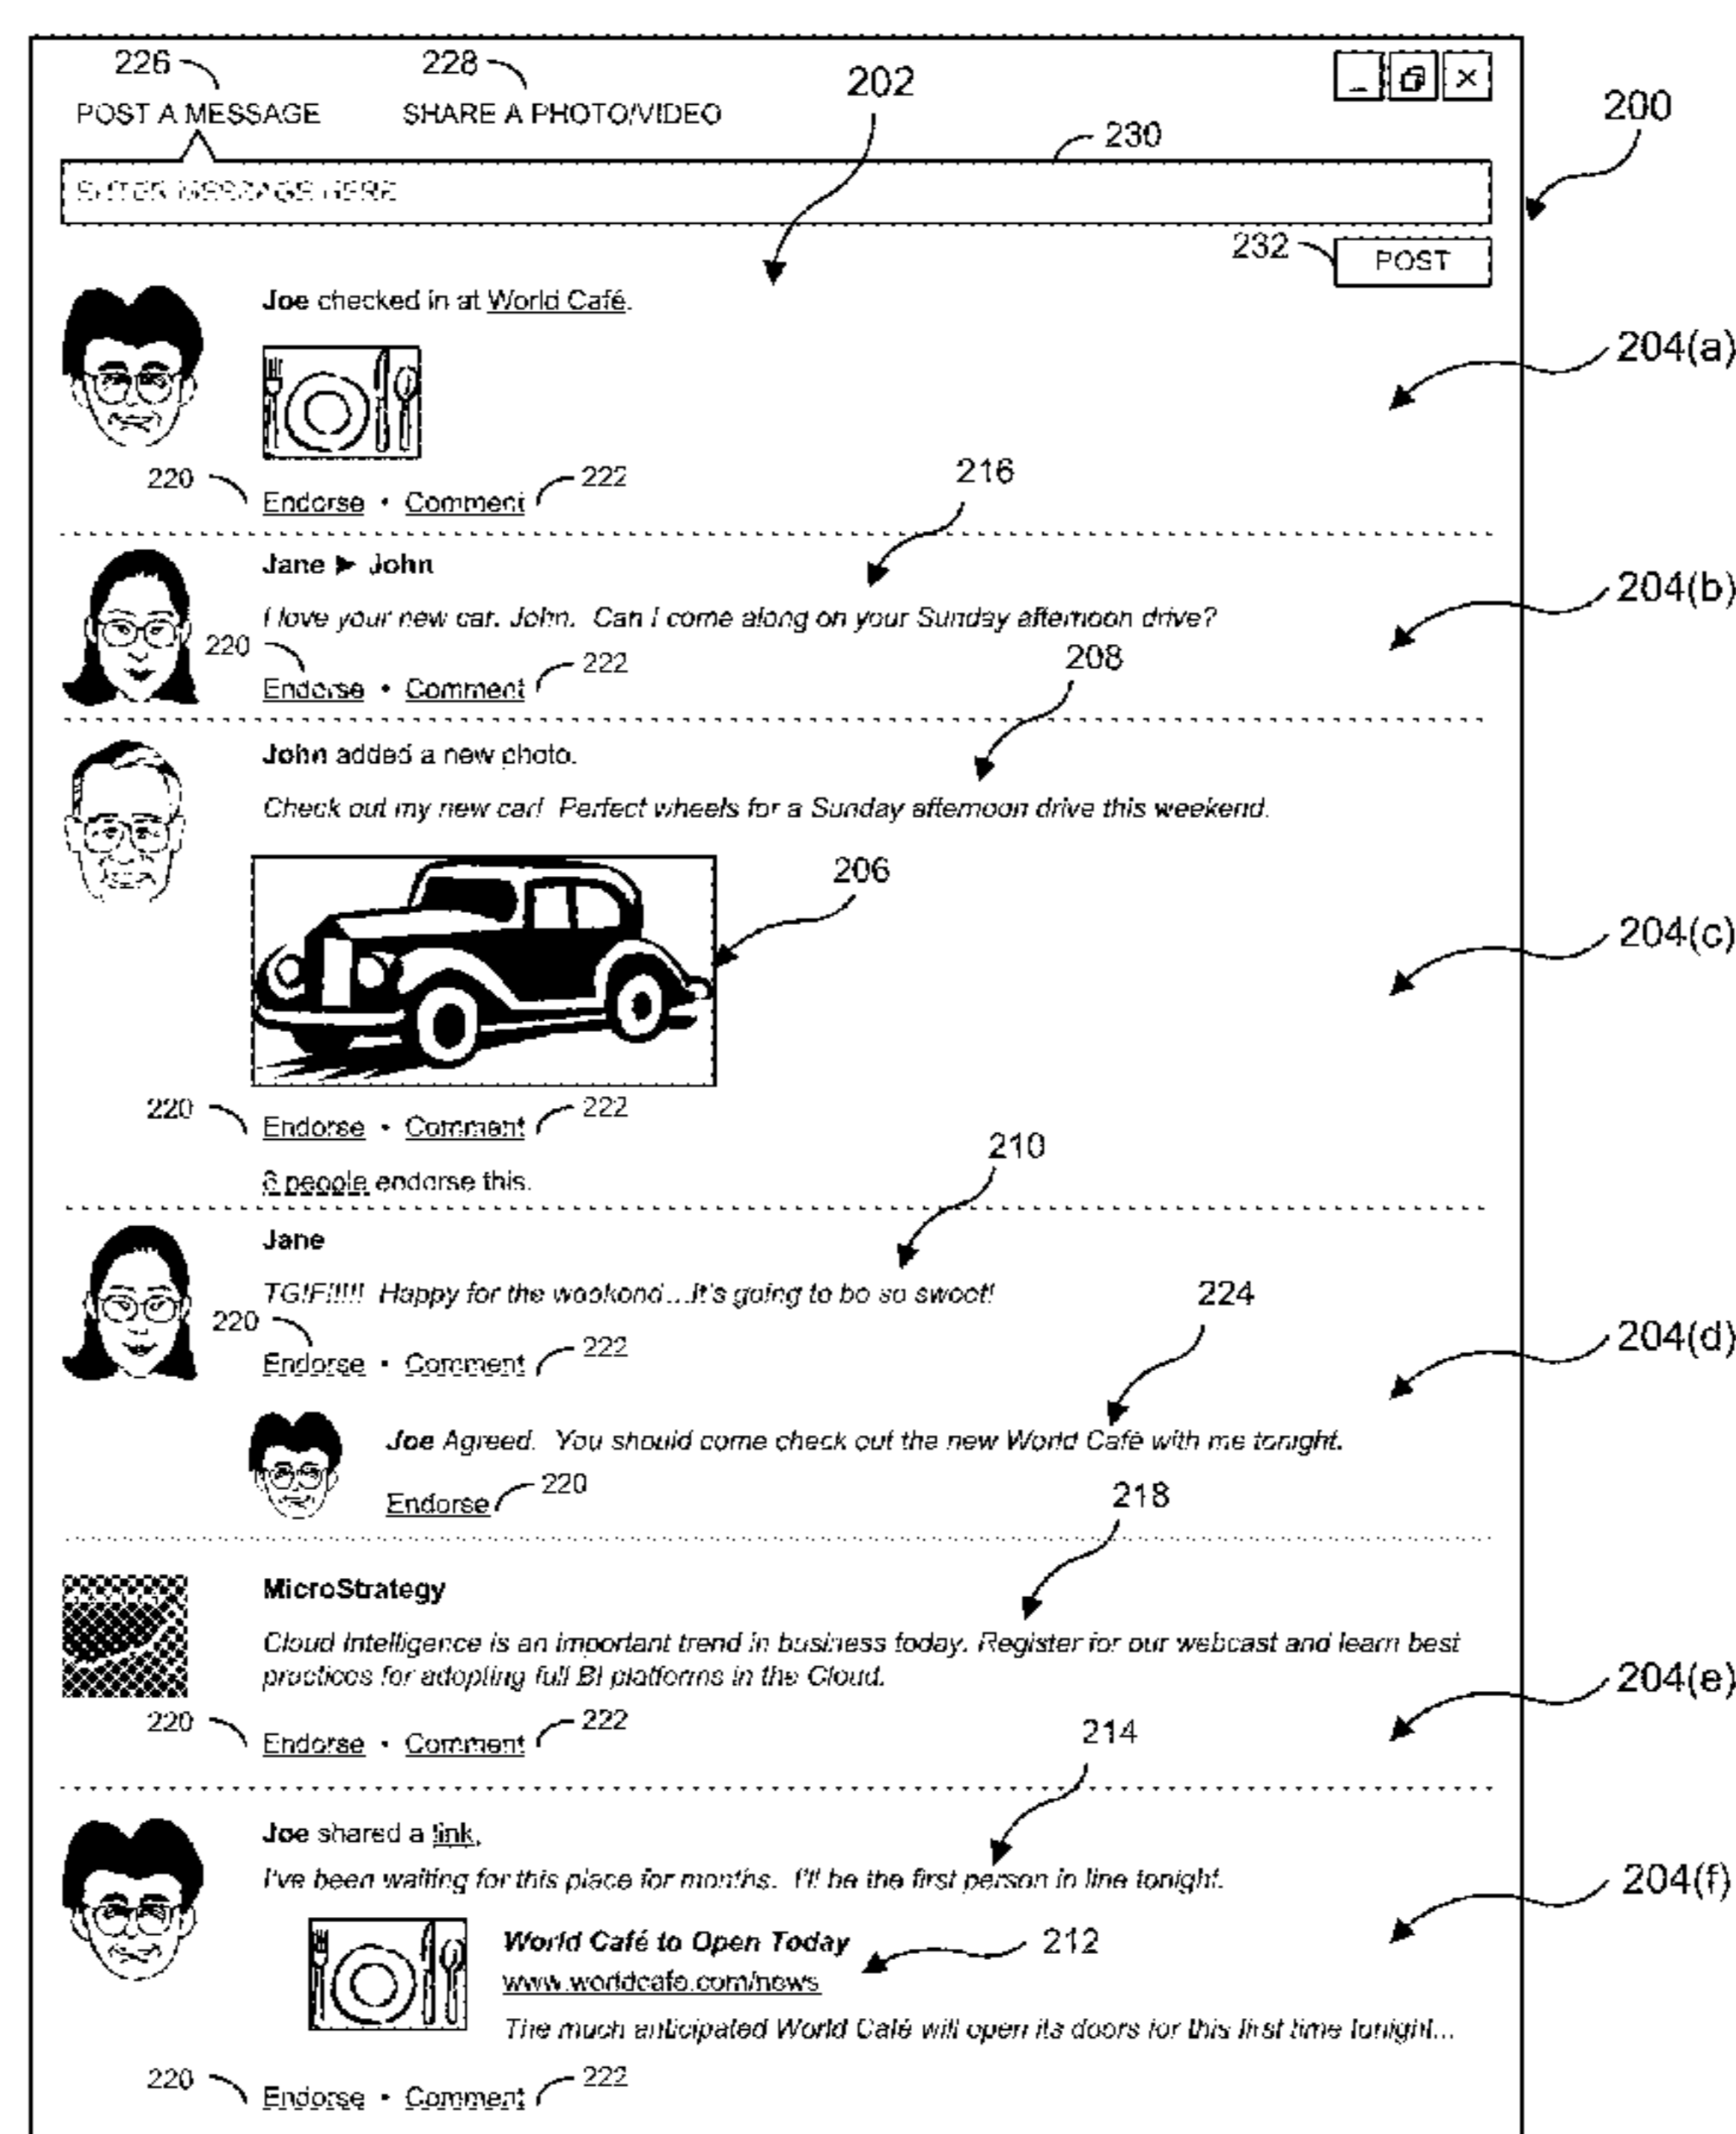 226 228 202
POST A MESSAGE SHARE A PHOTO/VIDEO
200
230
ENTER MESSAGE HERE
232 POST
Joe checked in at World Café.
204(a)
216
220 222
Endorse • Comment
Jane ▶ John
204(b)
I love your new car, John. Can I come along on your Sunday afternoon drive?
220 222 208
Endorse • Comment
John added a new photo.
Check out my new car! Perfect wheels for a Sunday afternoon drive this weekend.
206
204(c)
220 222
Endorse • Comment
210
6 people endorse this.
Jane
TGIF!!!!! Happy for the weekend...it's going to be so sweet!
224
220 222 204(d)
Endorse • Comment
Joe Agreed. You should come check out the new World Café with me tonight.
220
Endorse
218
MicroStrategy
Cloud Intelligence is an important trend in business today. Register for our webcast and learn best
practices for adopting full BI platforms in the Cloud.
204(e)
220 222 214
Endorse • Comment
Joe shared a link.
I've been waiting for this place for months. I'll be the first person in line tonight.
204(f)
World Café to Open Today 212
www.worldcafe.com/news
The much anticipated World Café will open its doors for this first time tonight...
220 222
Endorse • Comment